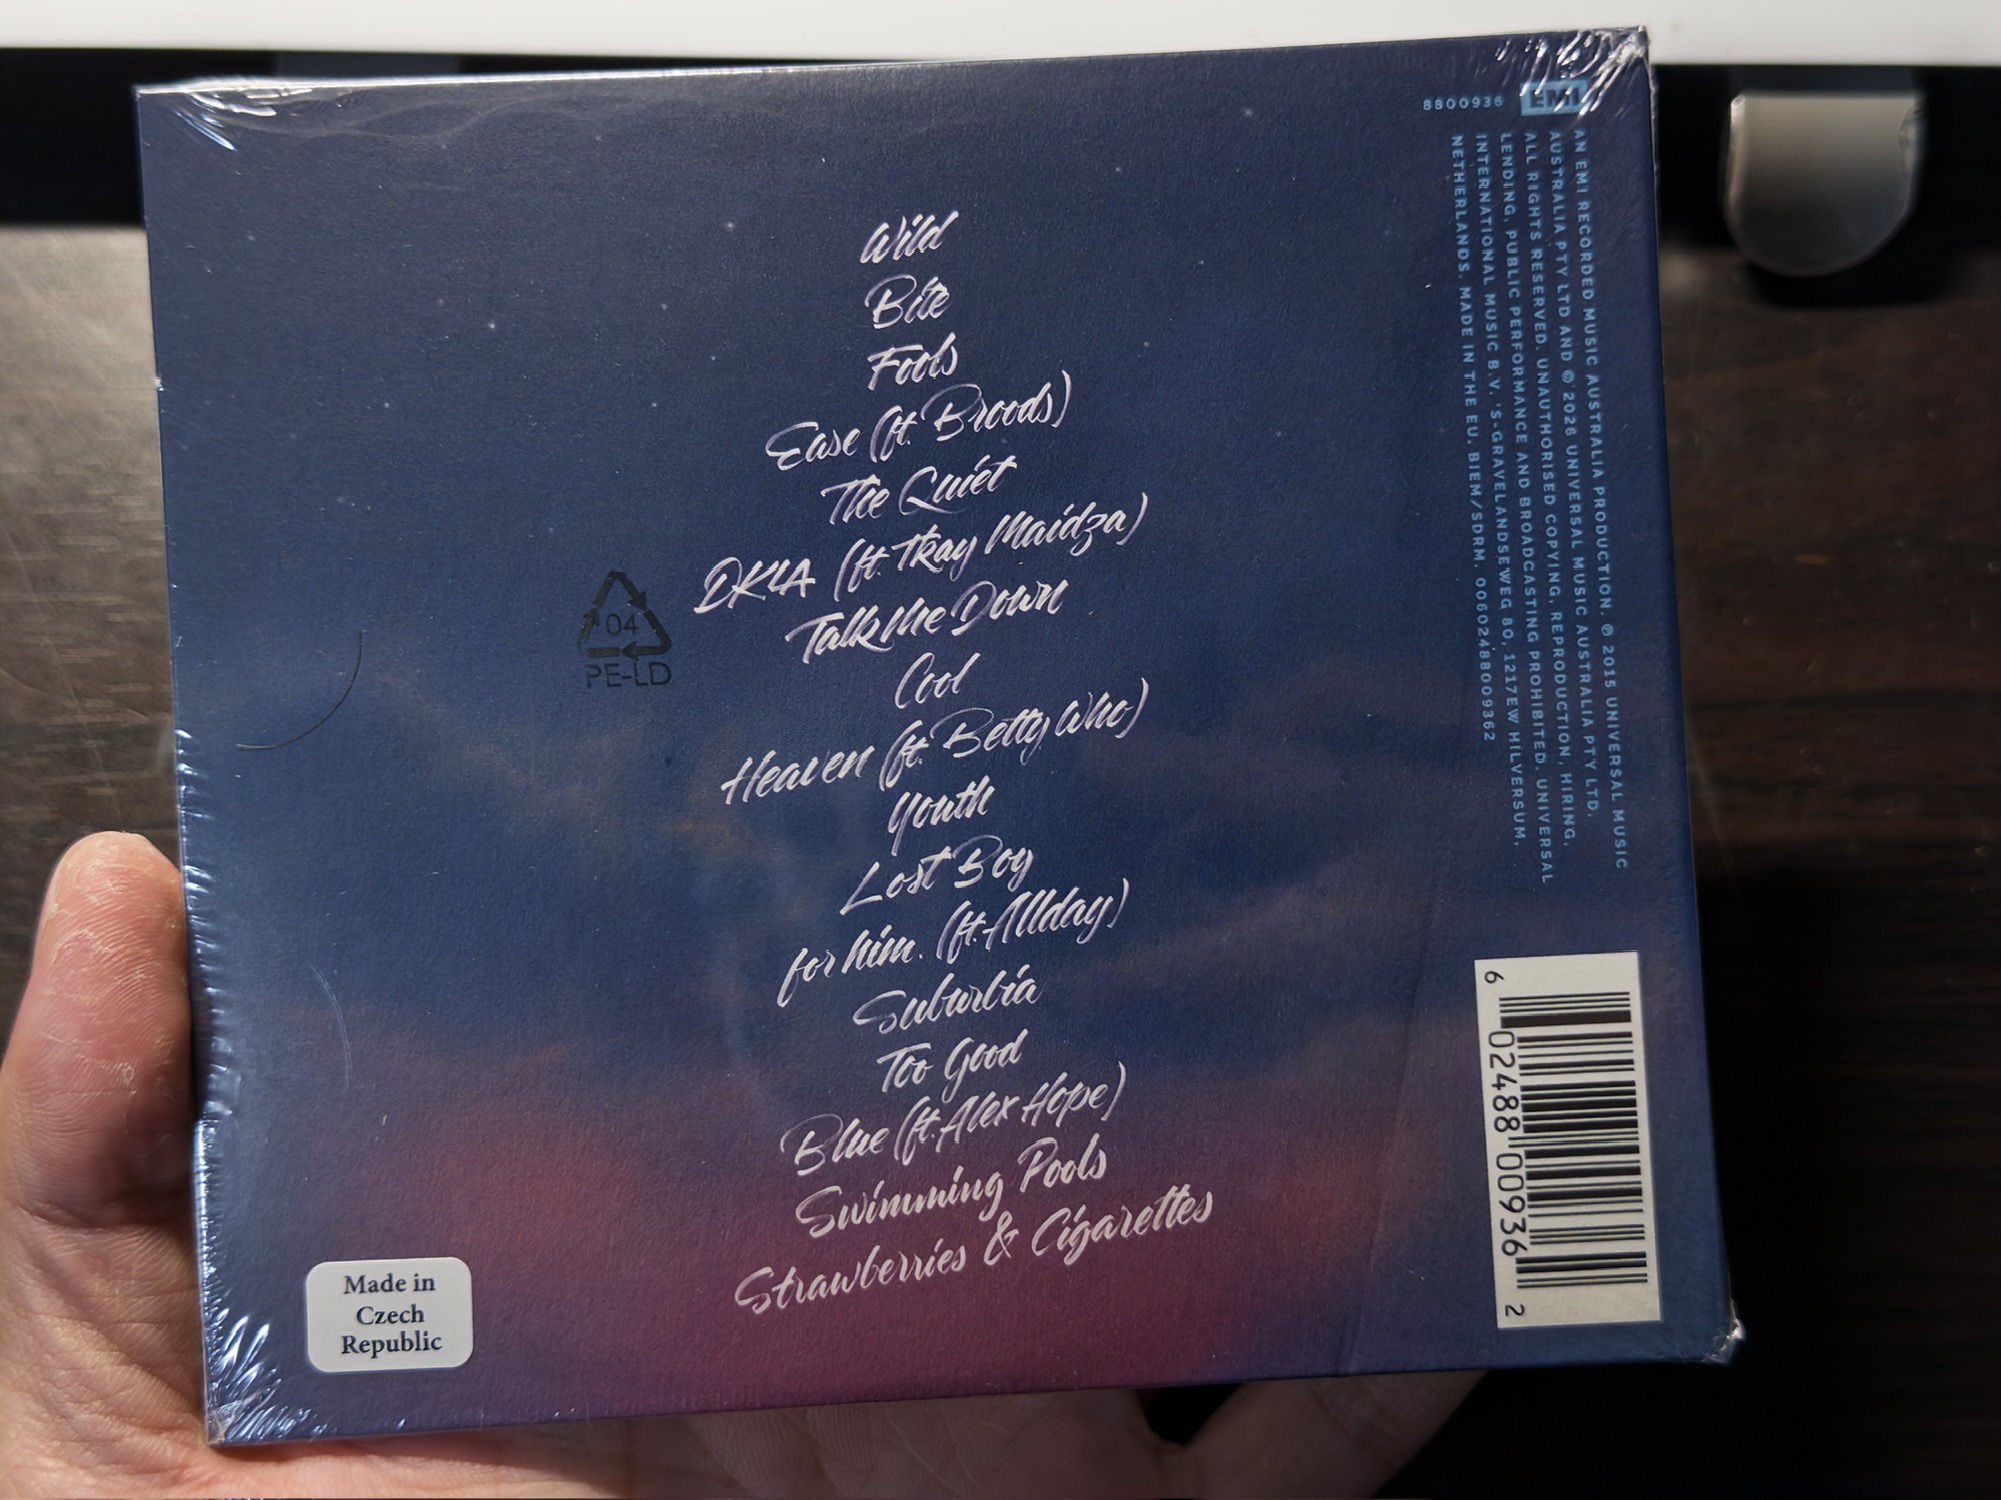 Wild
Bite
Fools
Ease (ft. Broods)
The Quiet
DKLA (ft. Tkay Maidza)
Talk Me Down
Cool
Heaven (ft. Betty Who)
Youth
Lost Boy
for him. (ft. Allday)
Suburbia
Too Good
Blue (ft. Alex Hope)
Swimming Pools
Strawberries & Cigarettes
04
PE-LD
Made in
Czech
Republic
8800936
EMI
AN EMI RECORDED MUSIC AUSTRALIA PRODUCTION. ℗ 2015 UNIVERSAL MUSIC
AUSTRALIA PTY LTD AND © 2026 UNIVERSAL MUSIC AUSTRALIA PTY LTD.
ALL RIGHTS RESERVED. UNAUTHORISED COPYING, REPRODUCTION, HIRING,
LENDING, PUBLIC PERFORMANCE AND BROADCASTING PROHIBITED. UNIVERSAL
INTERNATIONAL MUSIC B.V. 'S-GRAVELANDSEWEG 80, 1217EW HILVERSUM,
NETHERLANDS. MADE IN THE EU. BIEM/SDRM. 00602488009362
6 02488 00936 2